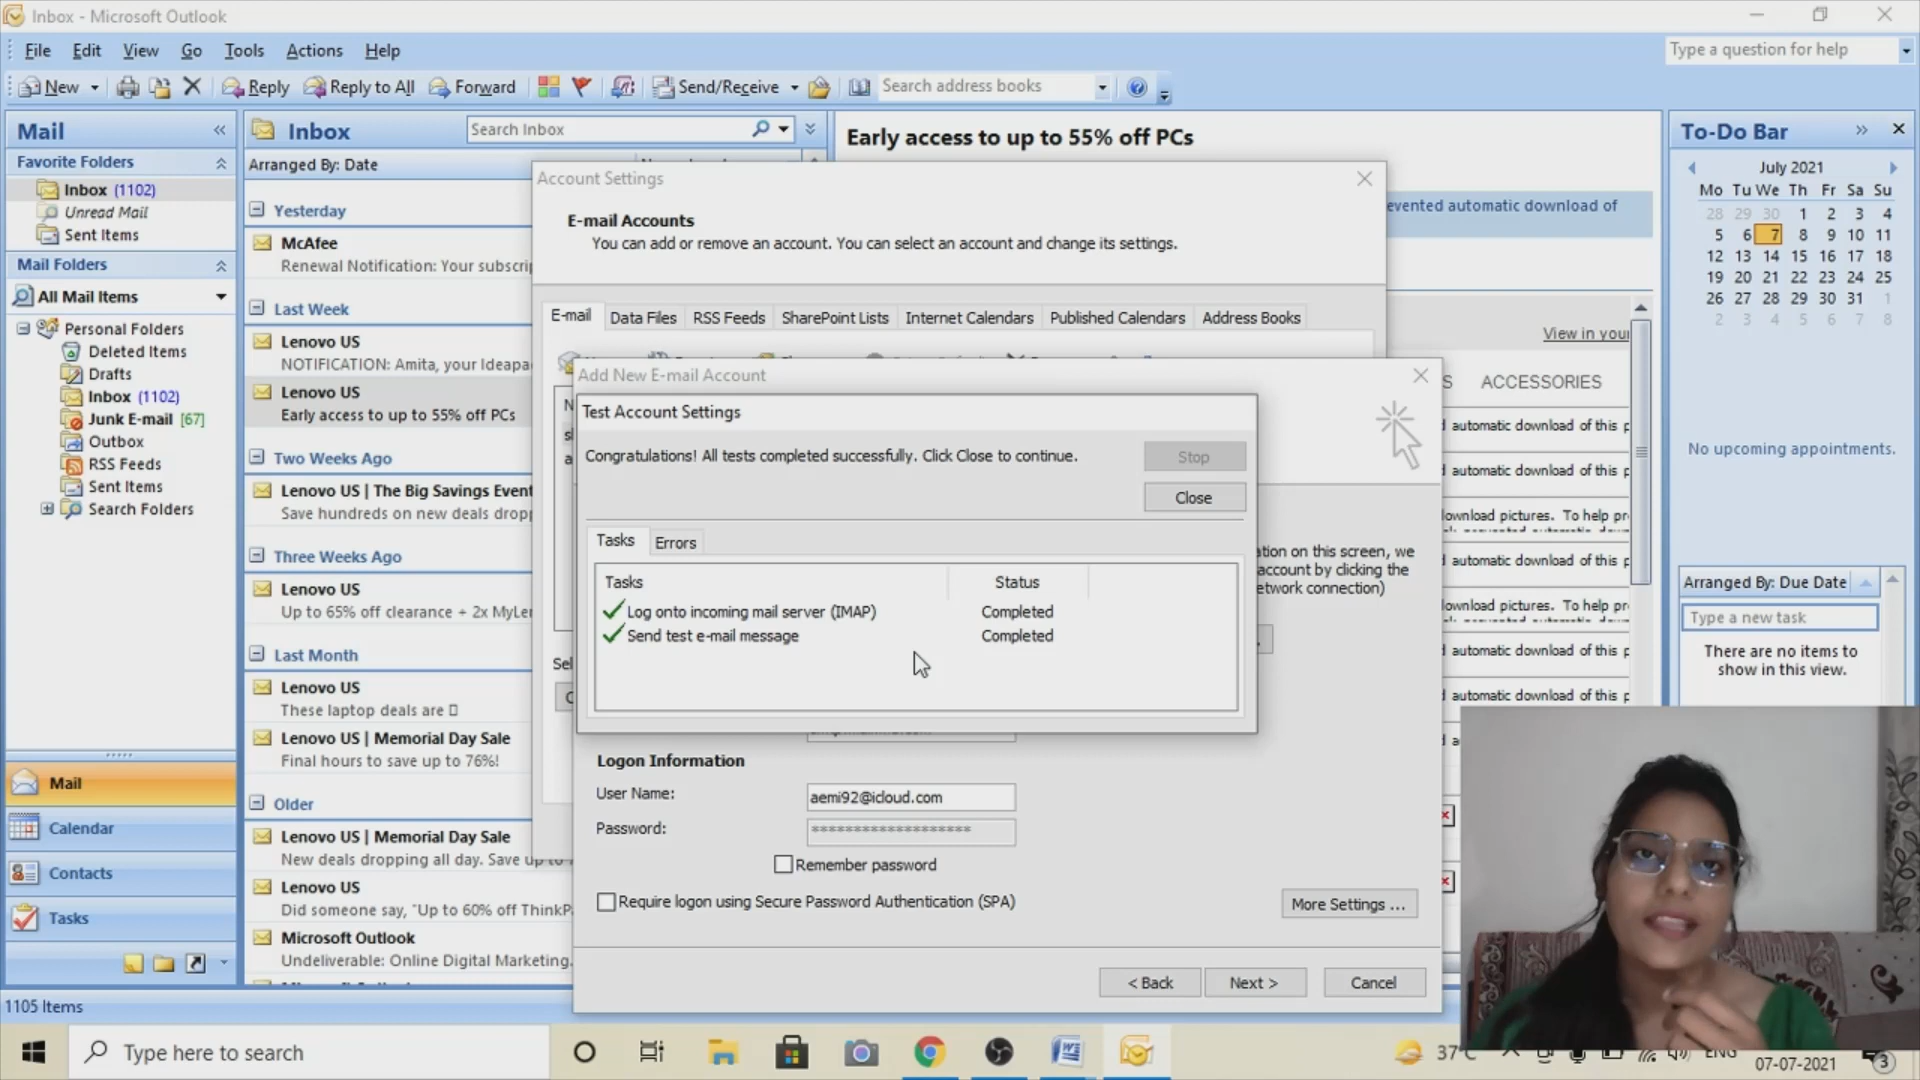 Inbox - Microsoft Outlook
File Edit View Go Tools Actions Help
Type a question for help
New Reply Reply to All Forward Send/Receive Search address books
Mail
Favorite Folders
Inbox (1102)
Unread Mail
Sent Items
Mail Folders
All Mail Items
Personal Folders
Deleted Items
Drafts
Inbox (1102)
Junk E-mail [67]
Outbox
RSS Feeds
Sent Items
Search Folders
Mail
Calendar
Contacts
Tasks
1105 Items
Inbox
Search Inbox
Arranged By: Date
Yesterday
McAfee
Renewal Notification: Your subscrip
Last Week
Lenovo US
NOTIFICATION: Amita, your Ideapa
Lenovo US
Early access to up to 55% off PCs
Two Weeks Ago
Lenovo US | The Big Savings Event
Save hundreds on new deals dropp
Three Weeks Ago
Lenovo US
Up to 65% off clearance + 2x MyLen
Last Month
Lenovo US
These laptop deals are
Lenovo US | Memorial Day Sale
Final hours to save up to 76%!
Older
Lenovo US | Memorial Day Sale
New deals dropping all day. Save up to
Lenovo US
Did someone say, "Up to 60% off ThinkP
Microsoft Outlook
Undeliverable: Online Digital Marketing
Early access to up to 55% off PCs
evented automatic download of
View in your
S ACCESSORIES
d automatic download of this p
d automatic download of this p
download pictures. To help pr
d automatic download of this p
download pictures. To help pr
d automatic download of this p
d automatic download of this p
Account Settings
E-mail Accounts
You can add or remove an account. You can select an account and change its settings.
E-mail Data Files RSS Feeds SharePoint Lists Internet Calendars Published Calendars Address Books
Sel
Add New E-mail Account
ation on this screen, we
account by clicking the
etwork connection)
Test Account Settings
Congratulations! All tests completed successfully. Click Close to continue.
Stop
Close
Tasks Errors
Tasks Status
Log onto incoming mail server (IMAP) Completed
Send test e-mail message Completed
Logon Information
User Name: aemi92@icloud.com
Password: *******************
Remember password
Require logon using Secure Password Authentication (SPA)
More Settings ...
< Back Next > Cancel
To-Do Bar
July 2021
Mo Tu We Th Fr Sa Su
28 29 30 1 2 3 4
5 6 7 8 9 10 11
12 13 14 15 16 17 18
19 20 21 22 23 24 25
26 27 28 29 30 31 1
2 3 4 5 6 7 8
No upcoming appointments.
Arranged By: Due Date
Type a new task
There are no items to
show in this view.
Type here to search
37°C
ENG
07-07-2021
3